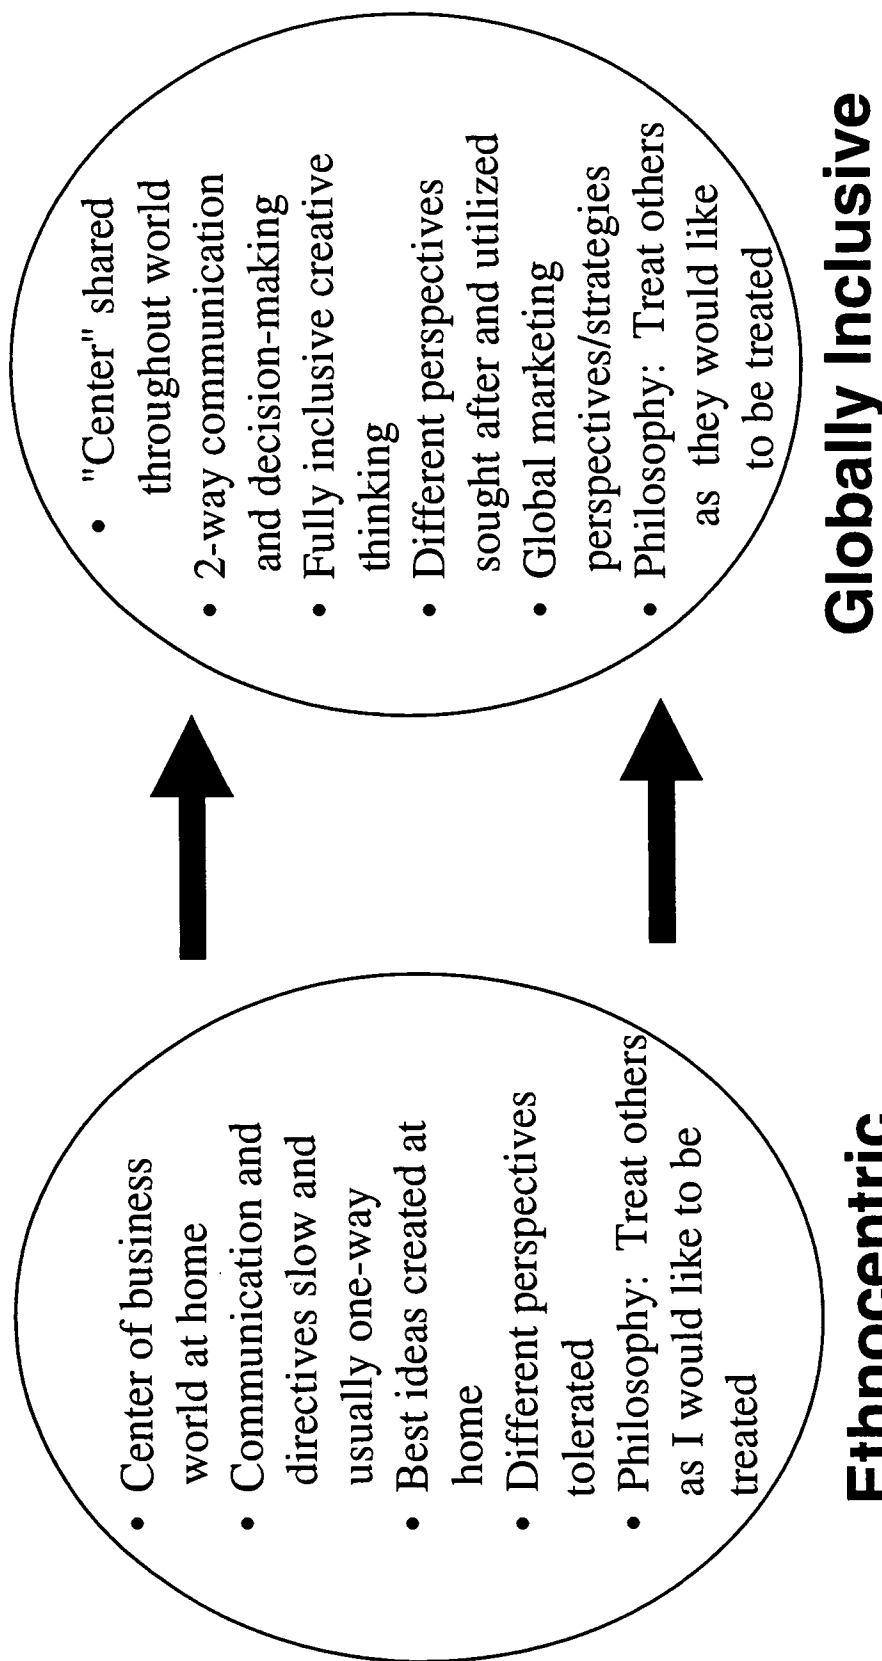 • Center of business
world at home
• Communication and
directives slow and
usually one-way
• Best ideas created at
home
• Different perspectives
tolerated
• Philosophy: Treat others
as I would like to be
treated
Ethnocentric
• "Center" shared
throughout world
• 2-way communication
and decision-making
• Fully inclusive creative
thinking
• Different perspectives
sought after and utilized
• Global marketing
perspectives/strategies
• Philosophy: Treat others
as they would like
to be treated
Globally Inclusive